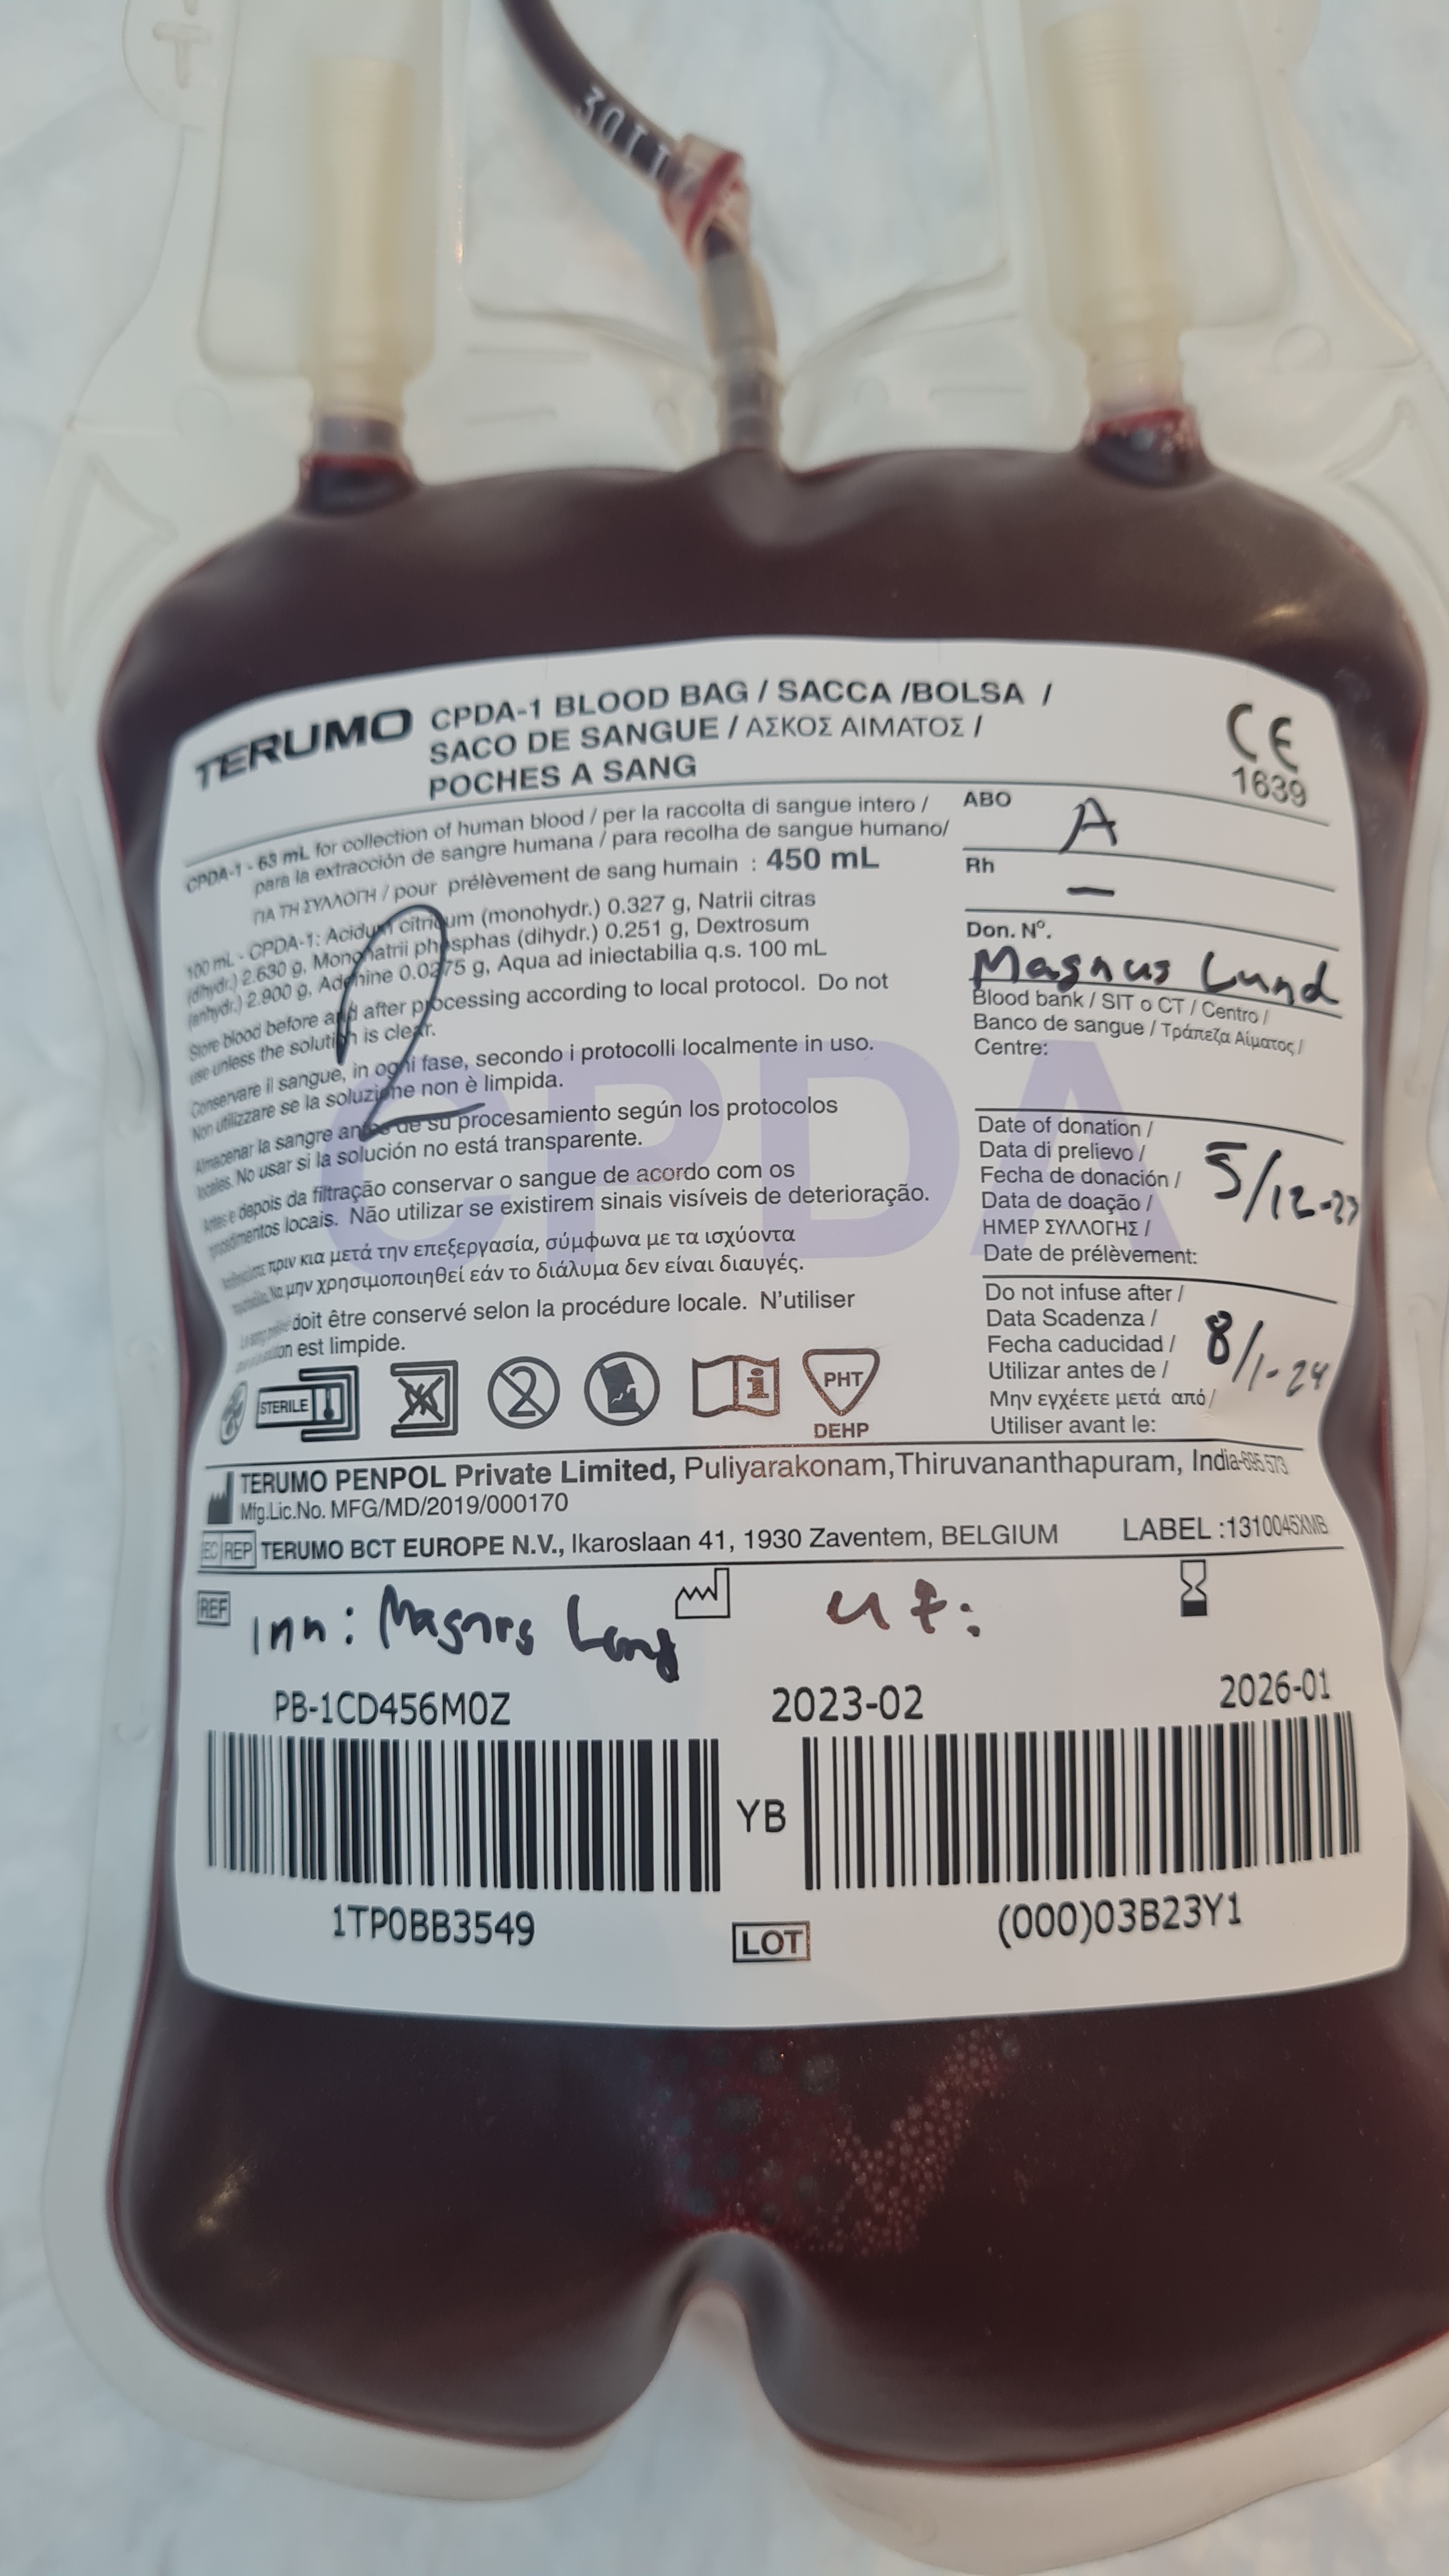 30117
TERUMO
CPDA-1 BLOOD BAG / SACCA /BOLSA /
SACO DE SANGUE / ΑΣΚΟΣ ΑΙΜΑΤΟΣ /
POCHES A SANG
CE
1639
CPDA-1 - 63 mL for collection of human blood / per la raccolta di sangue intero /
para la extracción de sangre humana / para recolha de sangue humano/
ΓΙΑ ΤΗ ΣΥΛΛΟΓΗ / pour prélèvement de sang humain : 450 mL
100 mL - CPDA-1: Acidum citricum (monohydr.) 0.327 g, Natrii citras
(dihydr.) 2.630 g, Mononatrii phosphas (dihydr.) 0.251 g, Dextrosum
(anhydr.) 2.900 g, Adenine 0.0275 g, Aqua ad iniectabilia q.s. 100 mL
Store blood before and after processing according to local protocol. Do not
use unless the solution is clear.
Conservare il sangue, in ogni fase, secondo i protocolli localmente in uso.
Non utilizzare se la soluzione non è limpida.
Almacenar la sangre antes de su procesamiento según los protocolos
locales. No usar si la solución no está transparente.
Antes e depois da filtração conservar o sangue de acordo com os
procedimentos locais. Não utilizar se existirem sinais visíveis de deterioração.
πριν κια μετά την επεξεργασία, σύμφωνα με τα ισχύοντα
Να μην χρησιμοποιηθεί εάν το διάλυμα δεν είναι διαυγές.
doit être conservé selon la procédure locale. N'utiliser
est limpide.
2
CPDA
ABO
A
Rh
–
Don. Nº.
Magnus Lund
Blood bank / SIT o CT / Centro /
Banco de sangue / Τράπεζα Αίματος /
Centre:
Date of donation /
Data di prelievo /
Fecha de donación /
Data de doação /
ΗΜΕΡ ΣΥΛΛΟΓΗΣ /
Date de prélèvement:
5/12-23
Do not infuse after /
Data Scadenza /
Fecha caducidad /
Utilizar antes de /
Μην εγχέετε μετά από/
Utiliser avant le:
8/1-24
STERILE
2
i
PHT
DEHP
TERUMO PENPOL Private Limited, Puliyarakonam,Thiruvananthapuram, India-695 573
Mfg.Lic.No. MFG/MD/2019/000170
EC REP TERUMO BCT EUROPE N.V., Ikaroslaan 41, 1930 Zaventem, BELGIUM
LABEL :1310045XMB
REF
Inn: Magnus Lund
ut:
PB-1CD456M0Z
2023-02
2026-01
YB
1TP0BB3549
LOT
(000)03B23Y1